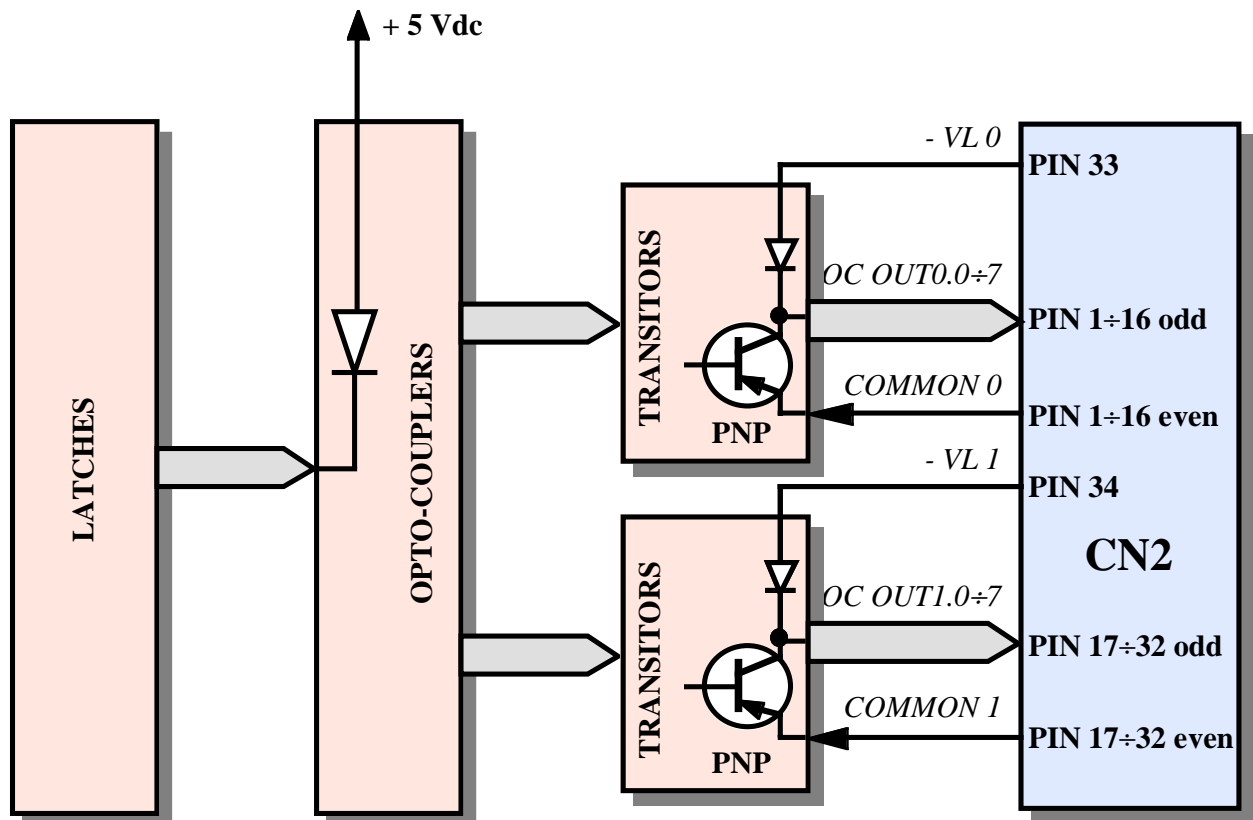 + 5 Vdc
LATCHES
OPTO-COUPLERS
TRANSITORS
PNP
- VL 0
OC OUT0.0÷7
COMMON 0
TRANSITORS
PNP
- VL 1
OC OUT1.0÷7
COMMON 1
PIN 33
PIN 1÷16 odd
PIN 1÷16 even
PIN 34
CN2
PIN 17÷32 odd
PIN 17÷32 even